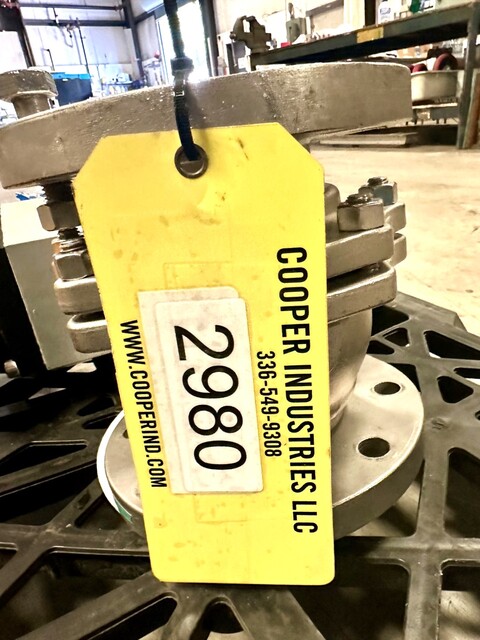 COOPER INDUSTRIES LLC
336-549-9308
2980
WWW.COOPERIND.COM